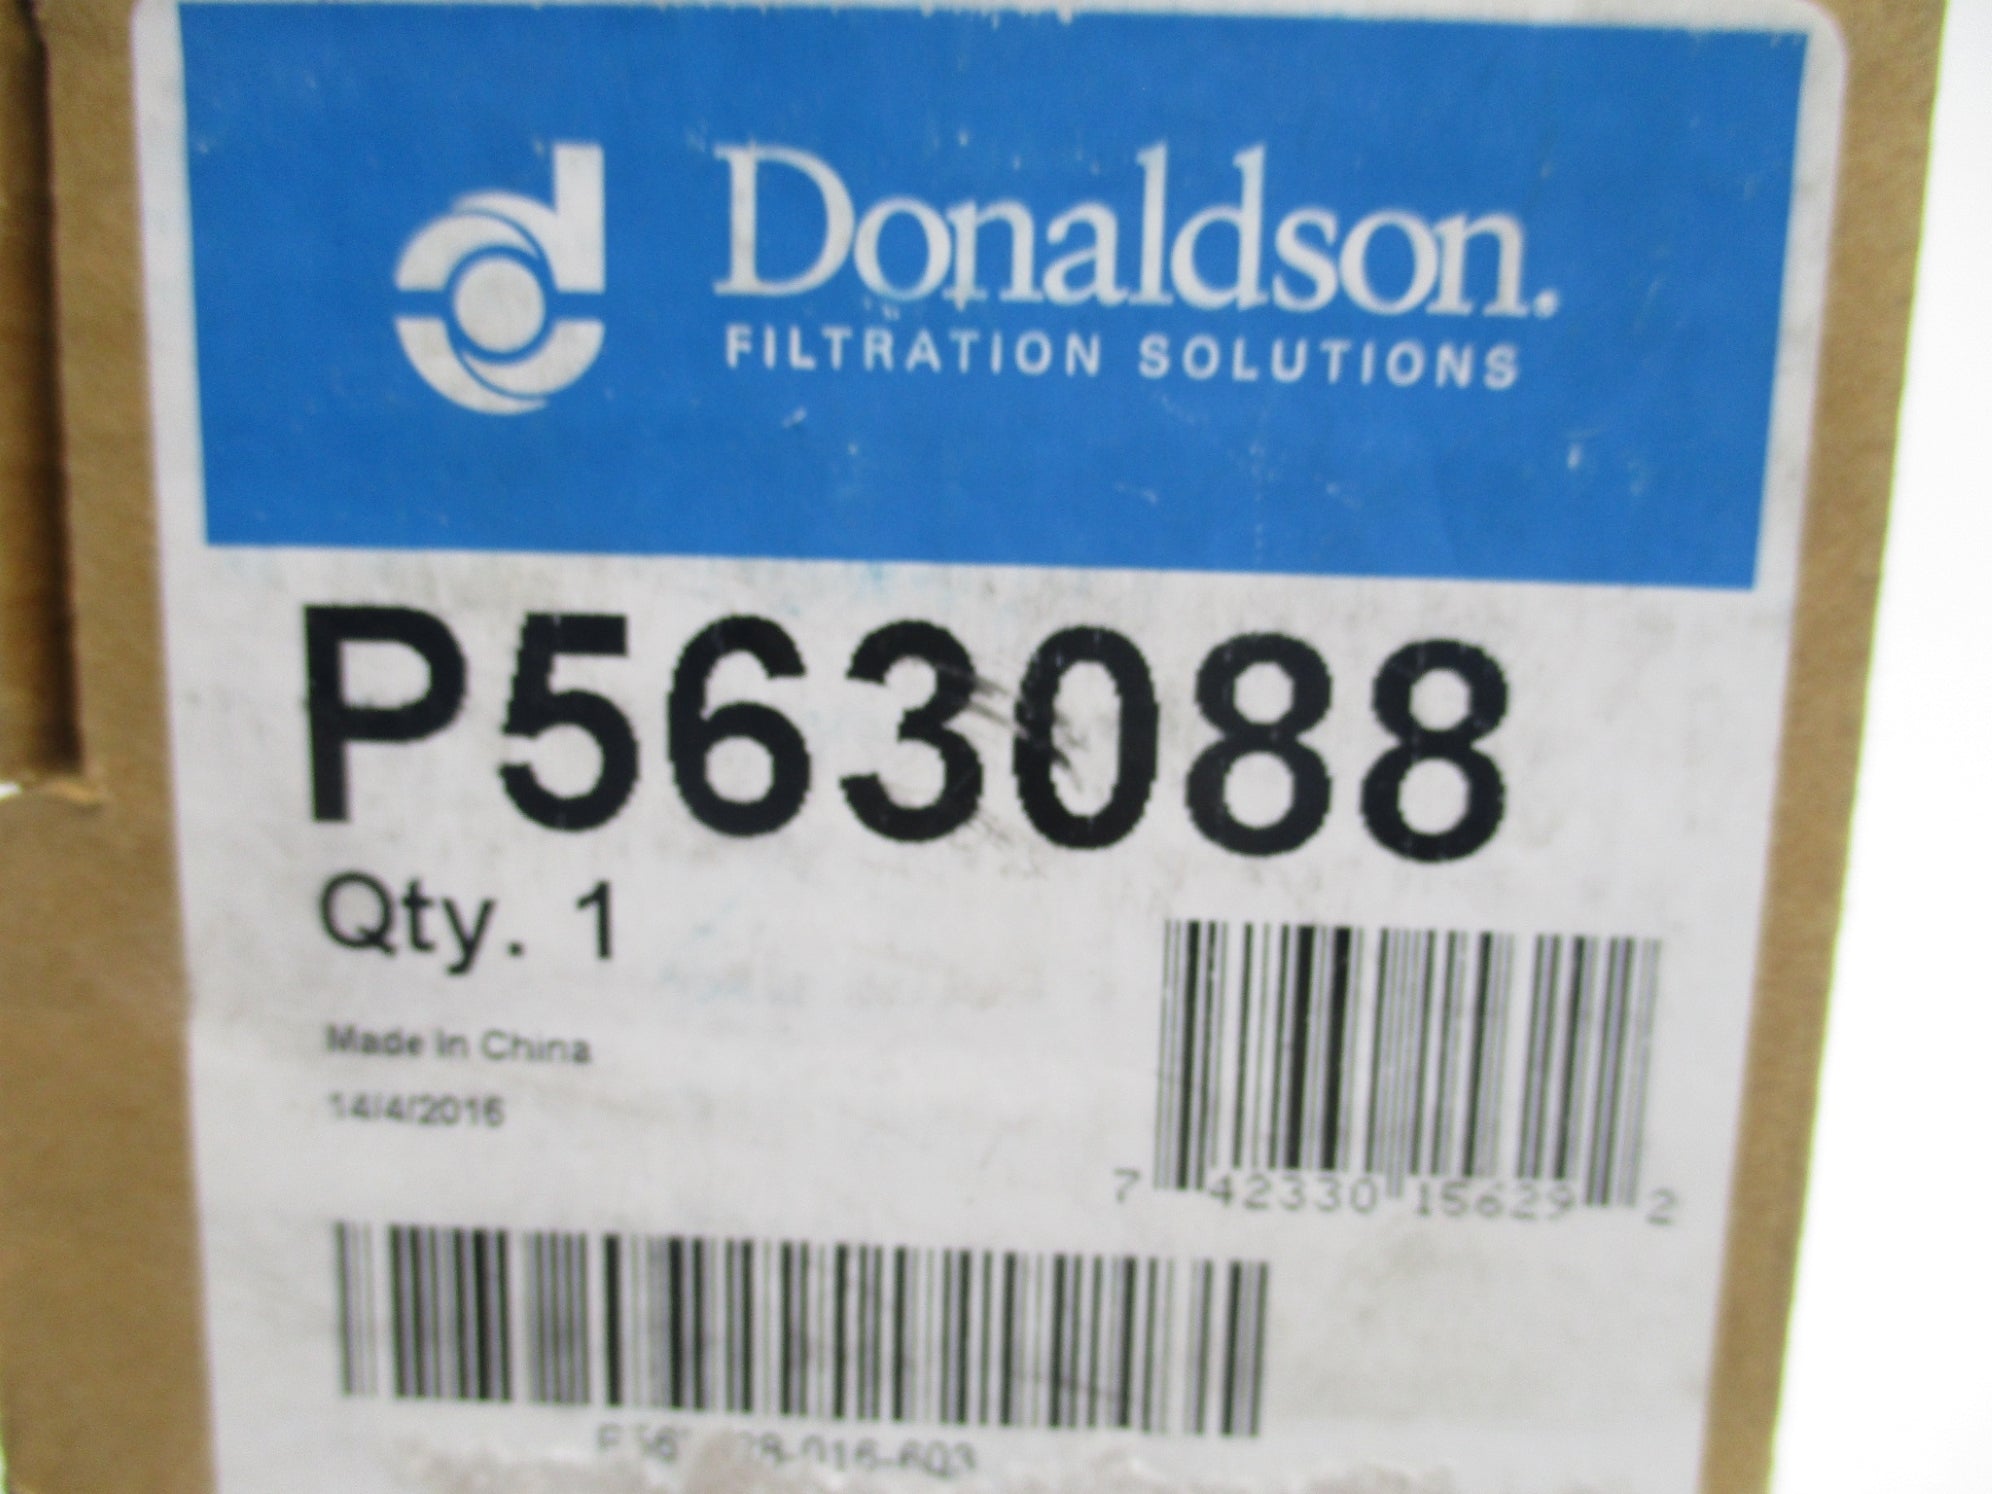 Donaldson.
FILTRATION SOLUTIONS
P563088
Qty. 1
Made In China
14/4/2016
7 42330 15629 2